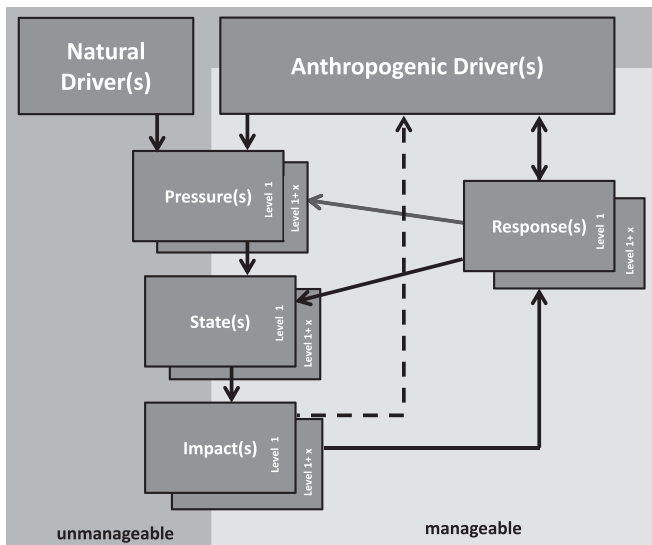 Natural
Driver(s)
Anthropogenic Driver(s)
Pressure(s)
Level 1
Level 1+ x
Response(s)
Level 1
Level 1+ x
State(s)
Level 1
Level 1+ x
Impact(s)
Level 1
Level 1+ x
unmanageable
manageable